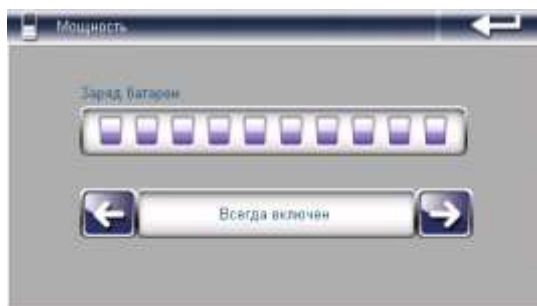 Мощность
Заряд батареи
Всегда включен